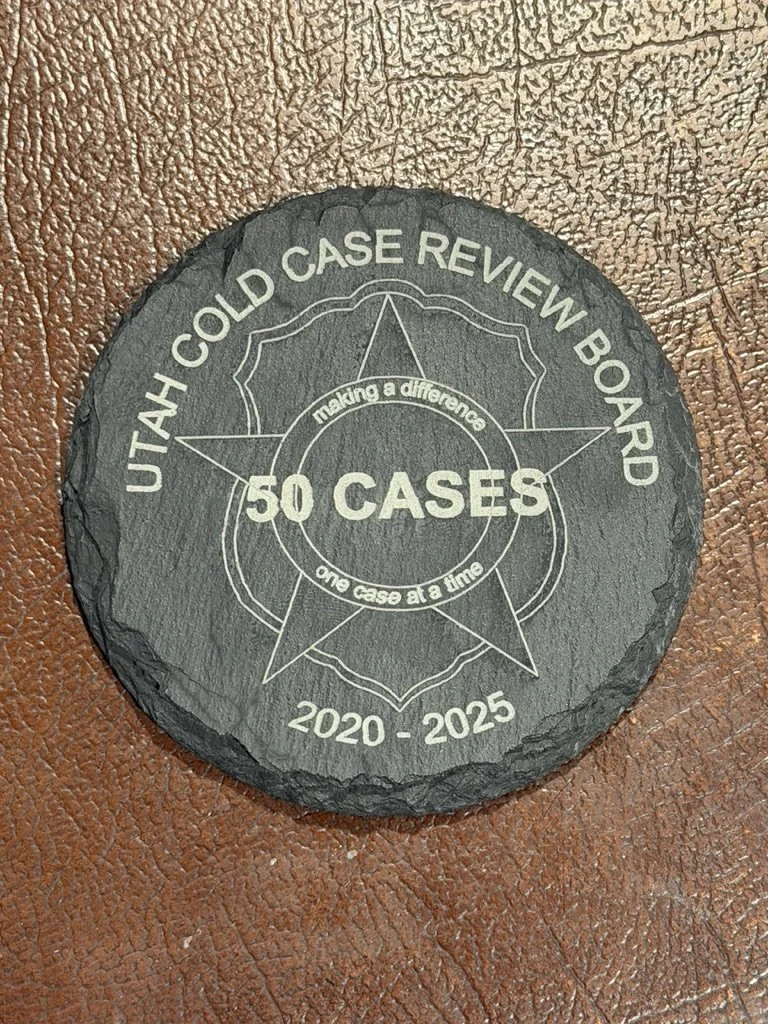 UTAH COLD CASE REVIEW BOARD
making a difference
50 CASES
one case at a time
2020 - 2025